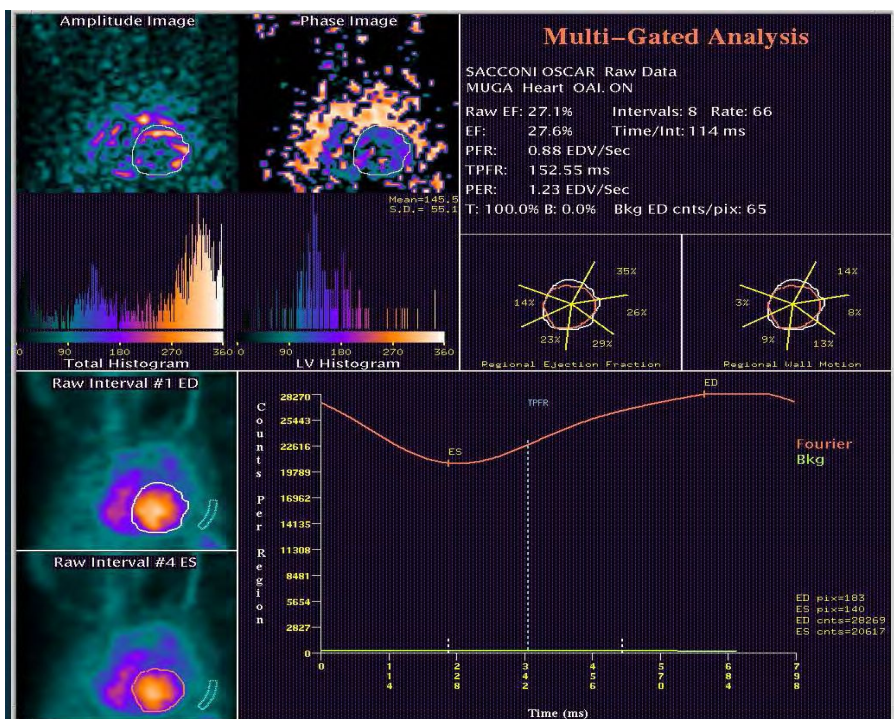 Amplitude Image
Phase Image
Multi-Gated Analysis
SACCONI OSCAR Raw Data
MUGA Heart OAI. ON
Raw EF: 27.1% Intervals: 8 Rate: 66
EF: 27.6% Time/Int: 114 ms
PFR: 0.88 EDV/Sec
TPFR: 152.55 ms
PER: 1.23 EDV/Sec
T: 100.0% B: 0.0% Bkg ED cnts/pix: 65
Mean=145.5
S.D.= 55.1
0 90 180 270 360
Total Histogram
0 90 180 270 360
LV Histogram
35%
14%
26%
23%
29%
Regional Ejection Fraction
14%
3%
8%
9%
13%
Regional Wall Motion
Raw Interval #1 ED
Raw Interval #4 ES
Counts Per Region
28270
25443
22616
19789
16962
14135
11308
8481
5654
2827
0
ES
TPFR
ED
Fourier
Bkg
ED pix=183
ES pix=140
ED cnts=28269
ES cnts=20617
0 114 228 342 456 570 684 798
Time (ms)